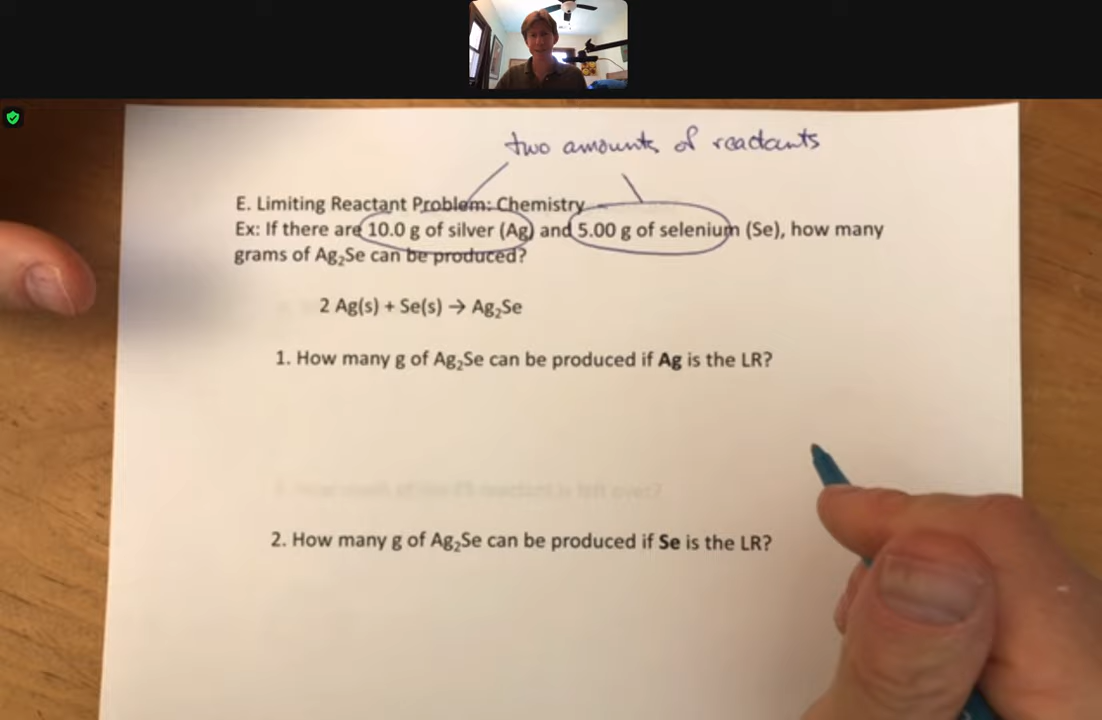 two amounts of reactants
E. Limiting Reactant Problem: Chemistry
Ex: If there are 10.0 g of silver (Ag) and 5.00 g of selenium (Se), how many
grams of Ag₂Se can be produced?
2 Ag(s) + Se(s) → Ag₂Se
1. How many g of Ag₂Se can be produced if Ag is the LR?
2. How many g of Ag₂Se can be produced if Se is the LR?